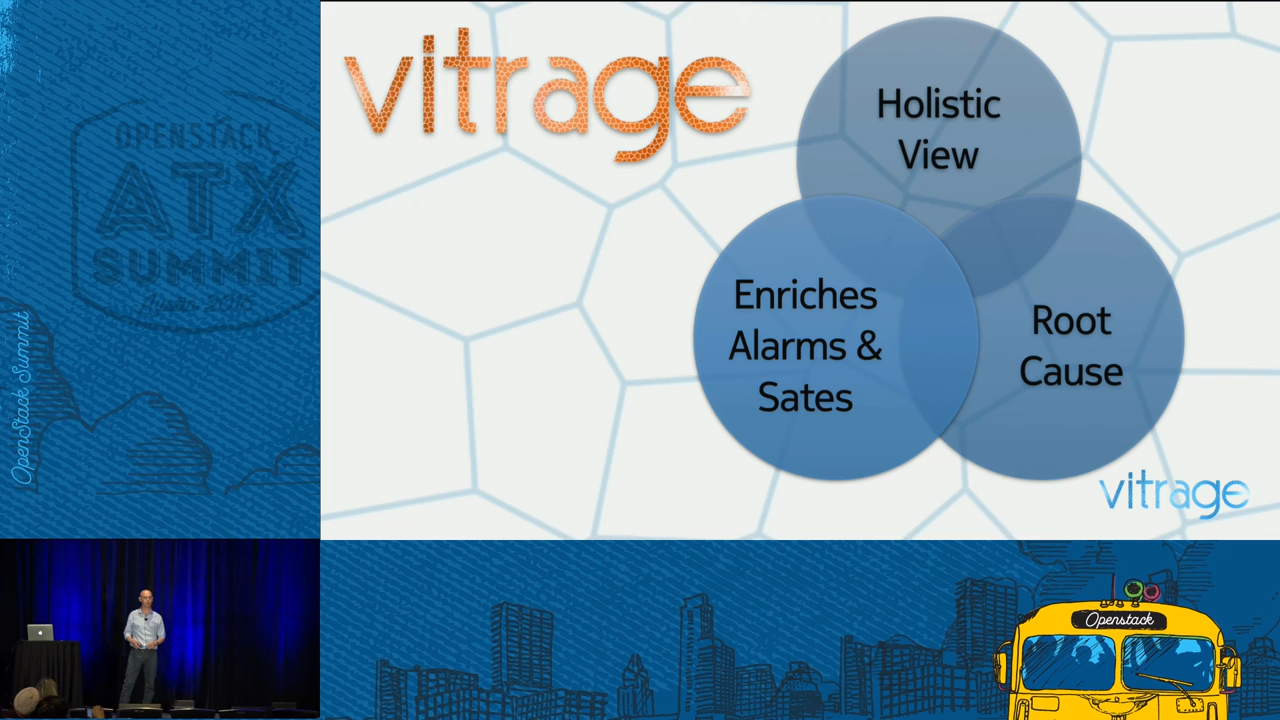 OPENSTACK
ATX
SUMMIT
Austin 2016
OpenStack Summit
vitrage
Holistic
View
Enriches
Alarms &
Sates
Root
Cause
vitrage
Openstack